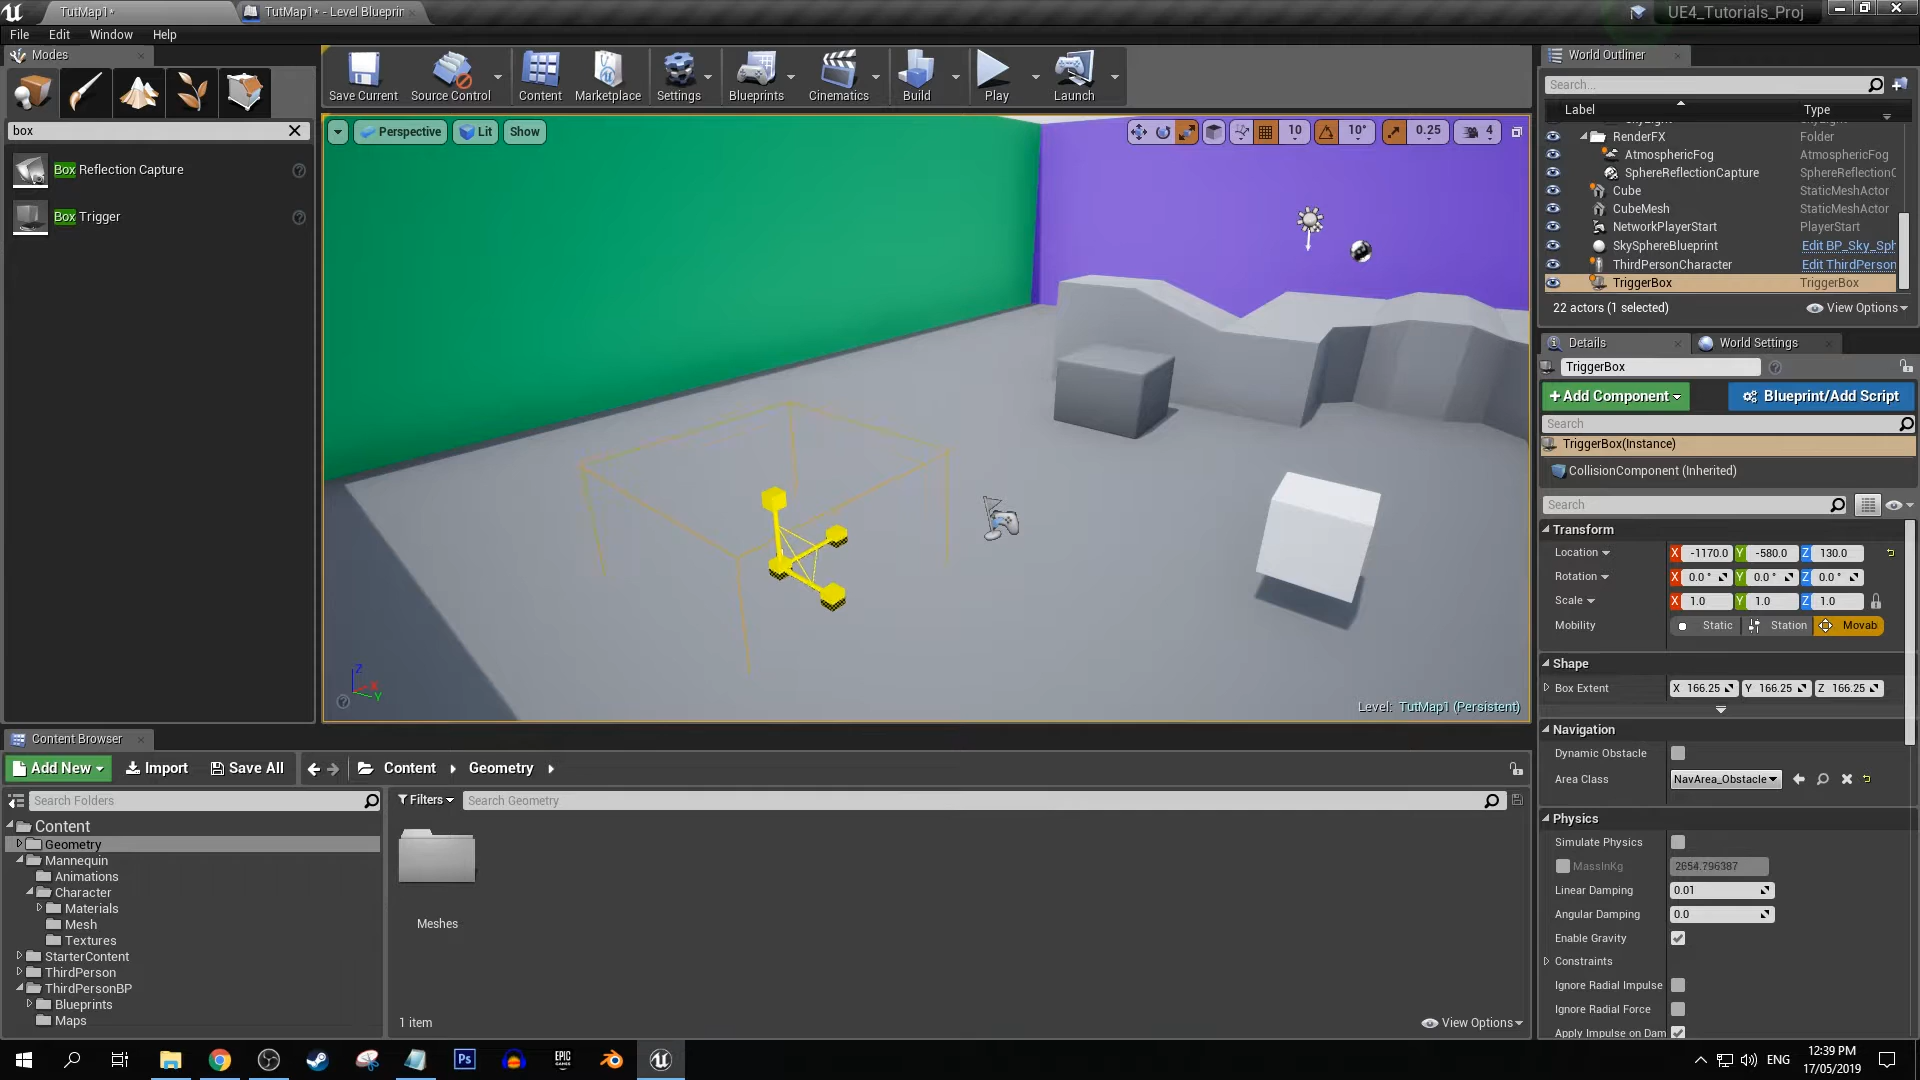 TutMap1*
TutMap1* - Level Blueprin
UE4_Tutorials_Proj
File
Edit
Window
Help
Modes
box
Box Reflection Capture
Box Trigger
Save Current
Source Control
Content
Marketplace
Settings
Blueprints
Cinematics
Build
Play
Launch
Perspective
Lit
Show
10
10°
0.25
4
Z
X
Y
Level: TutMap1 (Persistent)
World Outliner
Search...
Label
Type
RenderFX
Folder
AtmosphericFog
AtmosphericFog
SphereReflectionCapture
SphereReflectionC
Cube
StaticMeshActor
CubeMesh
StaticMeshActor
NetworkPlayerStart
PlayerStart
SkySphereBlueprint
Edit BP_Sky_Sph
ThirdPersonCharacter
Edit ThirdPerson
TriggerBox
TriggerBox
22 actors (1 selected)
View Options
Details
World Settings
TriggerBox
+Add Component
Blueprint/Add Script
Search
TriggerBox(Instance)
CollisionComponent (Inherited)
Search
Transform
Location
X -1170.0 Y -580.0 Z 130.0
Rotation
X 0.0 ° Y 0.0 ° Z 0.0 °
Scale
X 1.0 Y 1.0 Z 1.0
Mobility
Static
Station
Movab
Shape
Box Extent
X 166.25 Y 166.25 Z 166.25
Navigation
Dynamic Obstacle
Area Class
NavArea_Obstacle
Physics
Simulate Physics
MassInKg
2654.796387
Linear Damping
0.01
Angular Damping
0.0
Enable Gravity
Constraints
Ignore Radial Impulse
Ignore Radial Force
Apply Impulse on Dam
Content Browser
Add New
Import
Save All
Content
Geometry
Search Folders
Filters
Search Geometry
Content
Geometry
Mannequin
Animations
Character
Materials
Mesh
Textures
StarterContent
ThirdPerson
ThirdPersonBP
Blueprints
Maps
Meshes
1 item
View Options
Ps
EPIC
GAMES
ENG
12:39 PM
17/05/2019